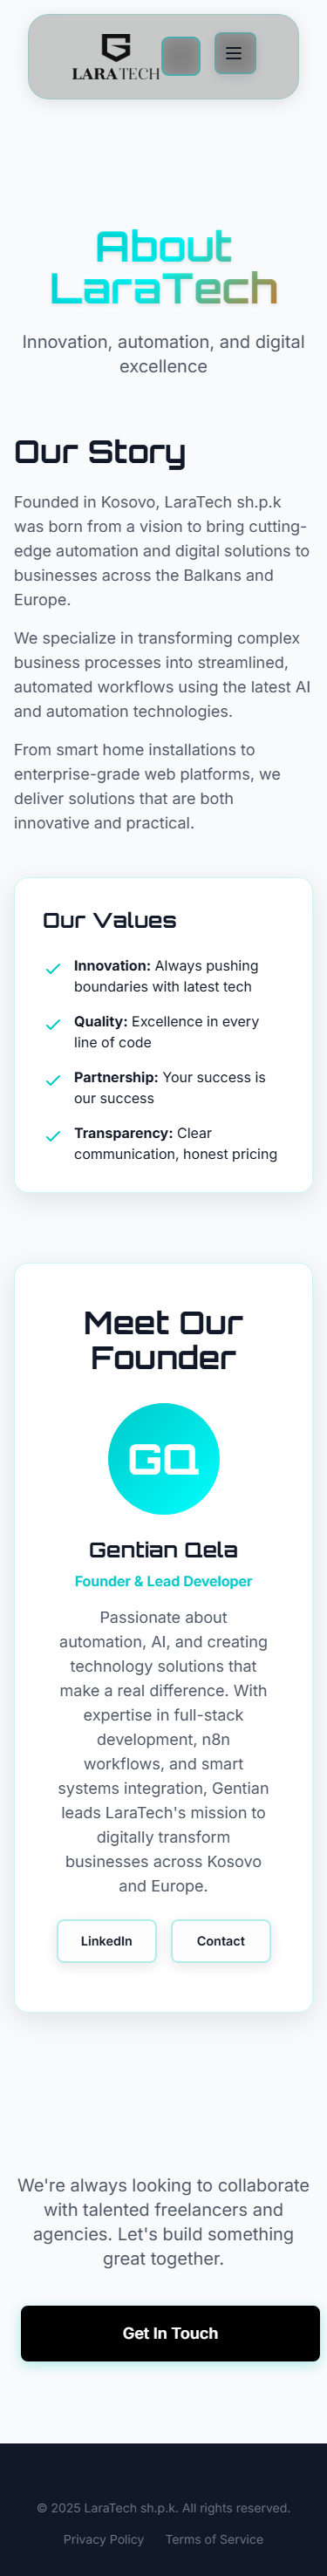 LARATECH
About
LaraTech
Innovation, automation, and digital
excellence
Our Story
Founded in Kosovo, LaraTech sh.p.k
was born from a vision to bring cutting-
edge automation and digital solutions to
businesses across the Balkans and
Europe.
We specialize in transforming complex
business processes into streamlined,
automated workflows using the latest AI
and automation technologies.
From smart home installations to
enterprise-grade web platforms, we
deliver solutions that are both
innovative and practical.
Our Values
Innovation: Always pushing
boundaries with latest tech
Quality: Excellence in every
line of code
Partnership: Your success is
our success
Transparency: Clear
communication, honest pricing
Meet Our
Founder
GQ
Gentian Qela
Founder & Lead Developer
Passionate about
automation, AI, and creating
technology solutions that
make a real difference. With
expertise in full-stack
development, n8n
workflows, and smart
systems integration, Gentian
leads LaraTech's mission to
digitally transform
businesses across Kosovo
and Europe.
LinkedIn
Contact
We're always looking to collaborate
with talented freelancers and
agencies. Let's build something
great together.
Get In Touch
© 2025 LaraTech sh.p.k. All rights reserved.
Privacy Policy
Terms of Service